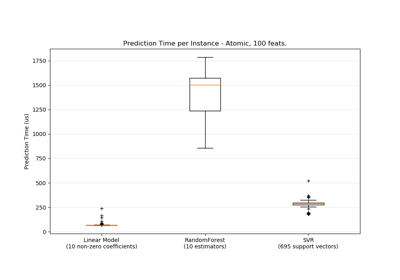 Prediction Time per Instance - Atomic, 100 feats.
1750
1500
1250
1000
750
500
250
0
Prediction Time (us)
Linear Model
(10 non-zero coefficients)
RandomForest
(10 estimators)
SVR
(695 support vectors)